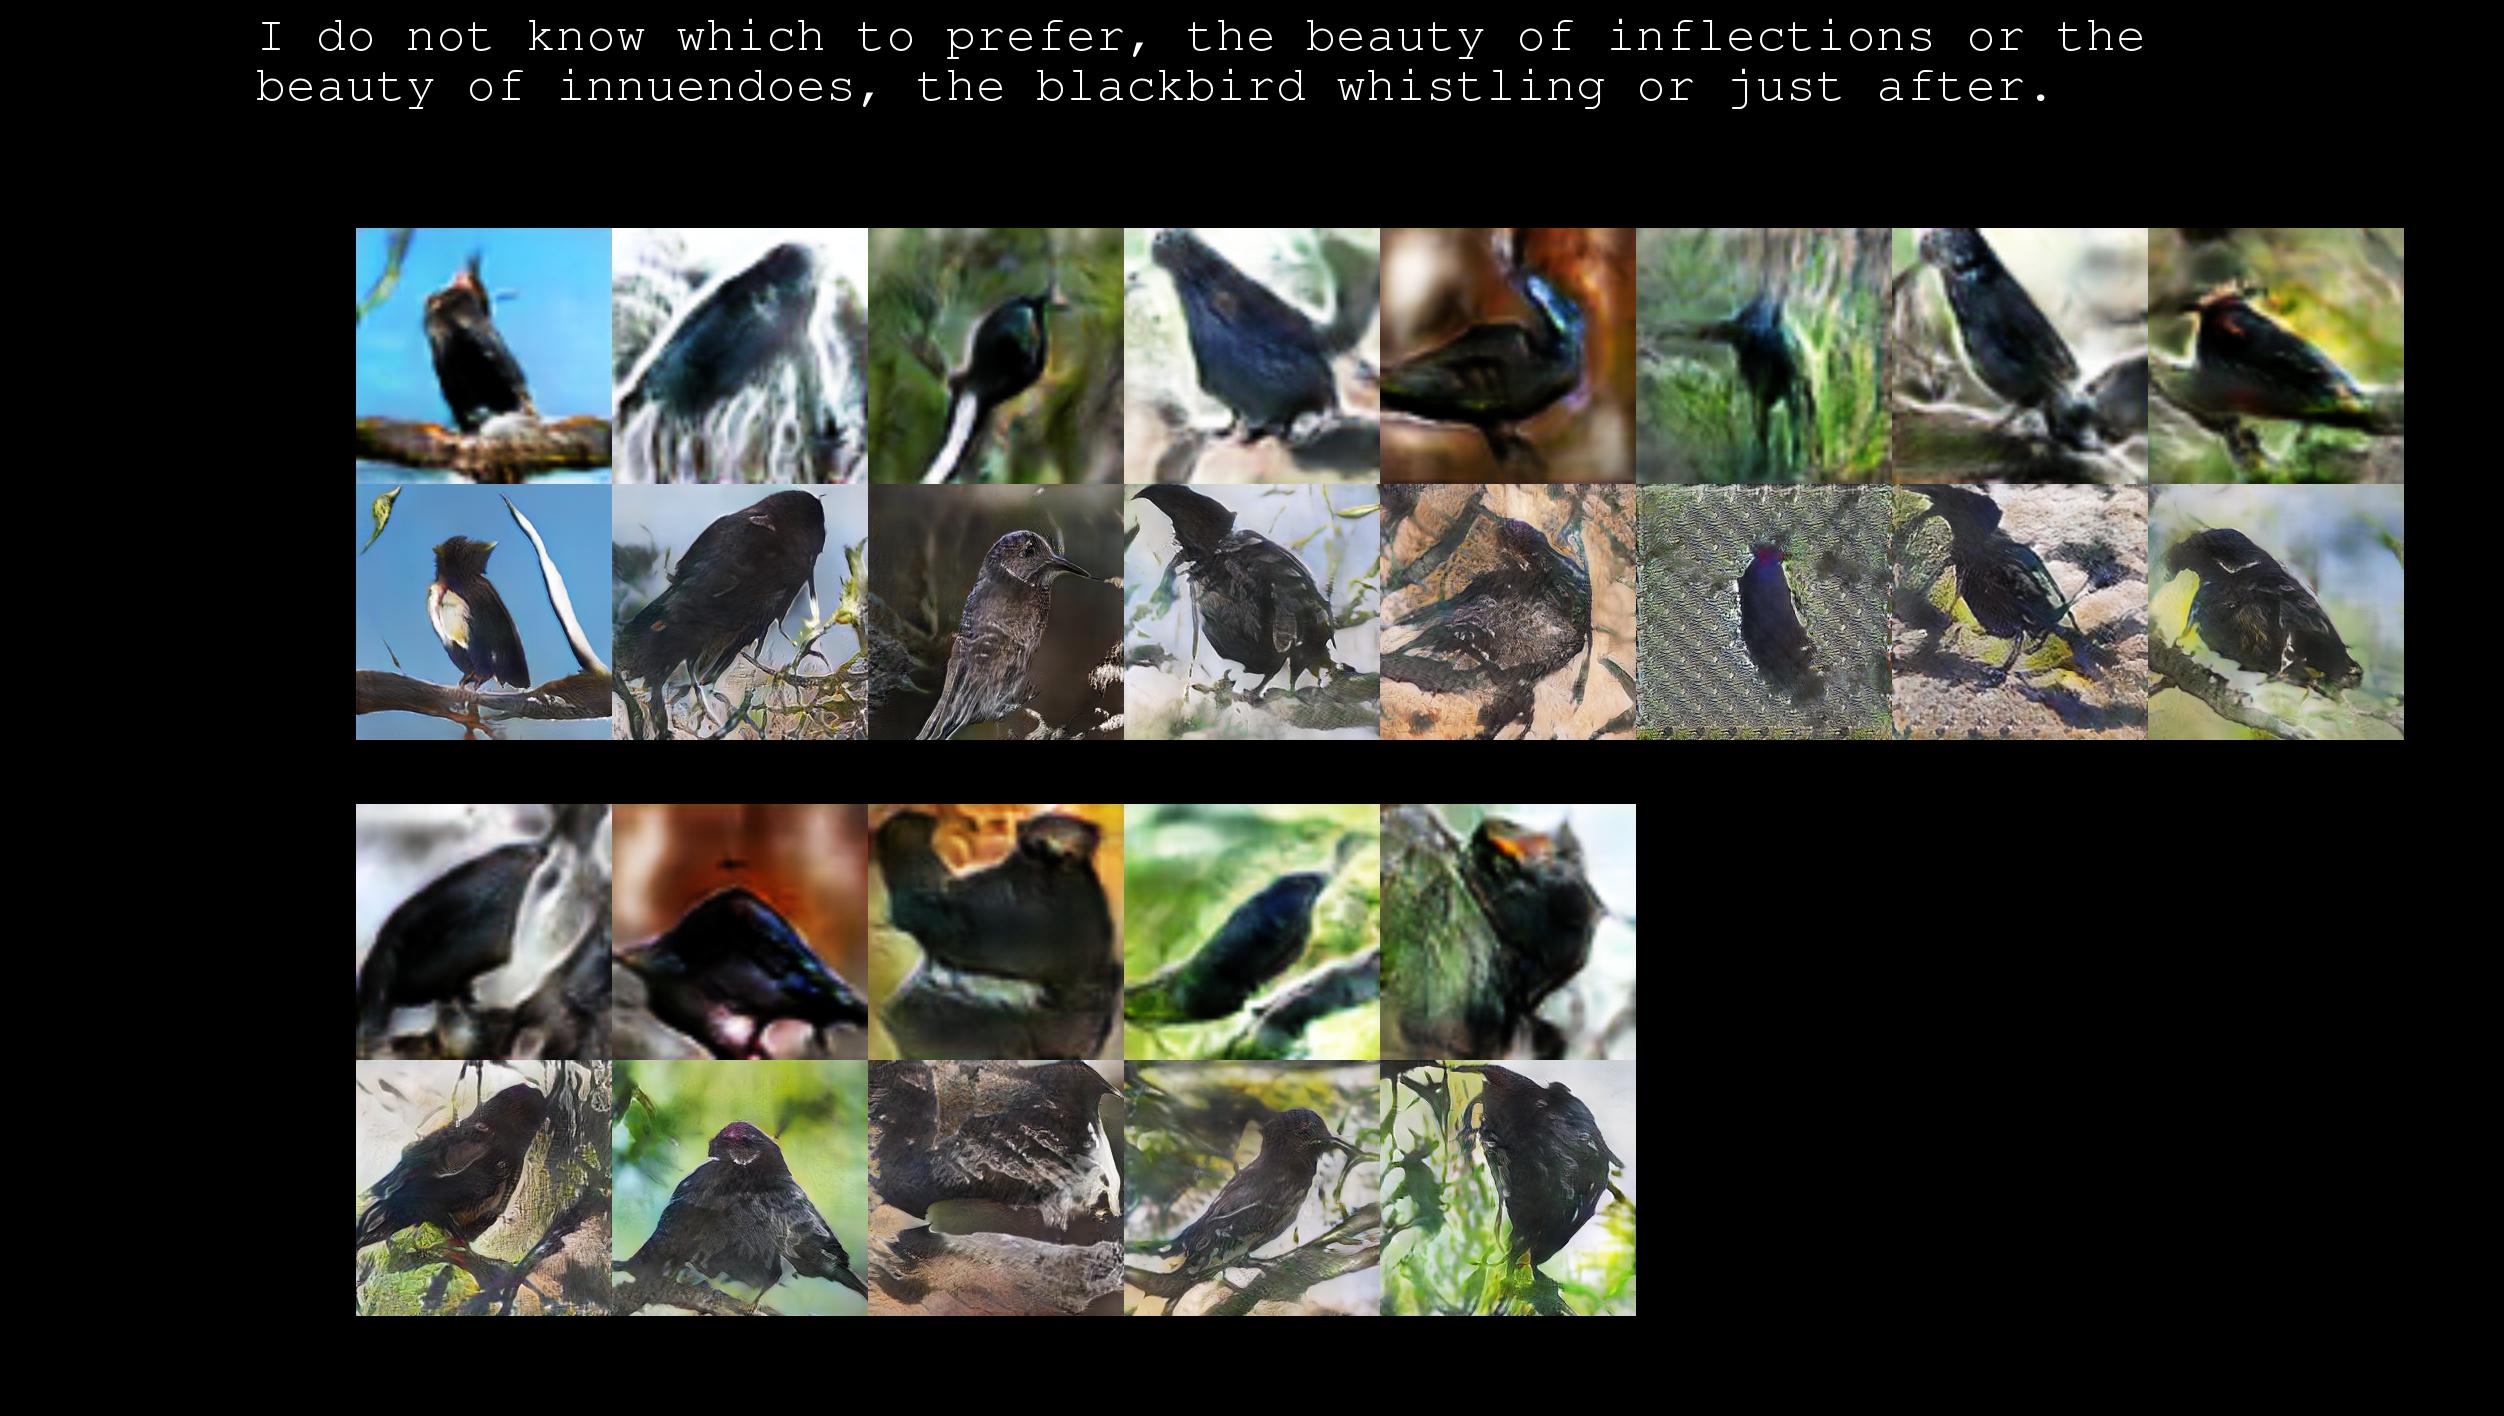 I do not know which to prefer, the beauty of inflections or the
beauty of innuendoes, the blackbird whistling or just after.